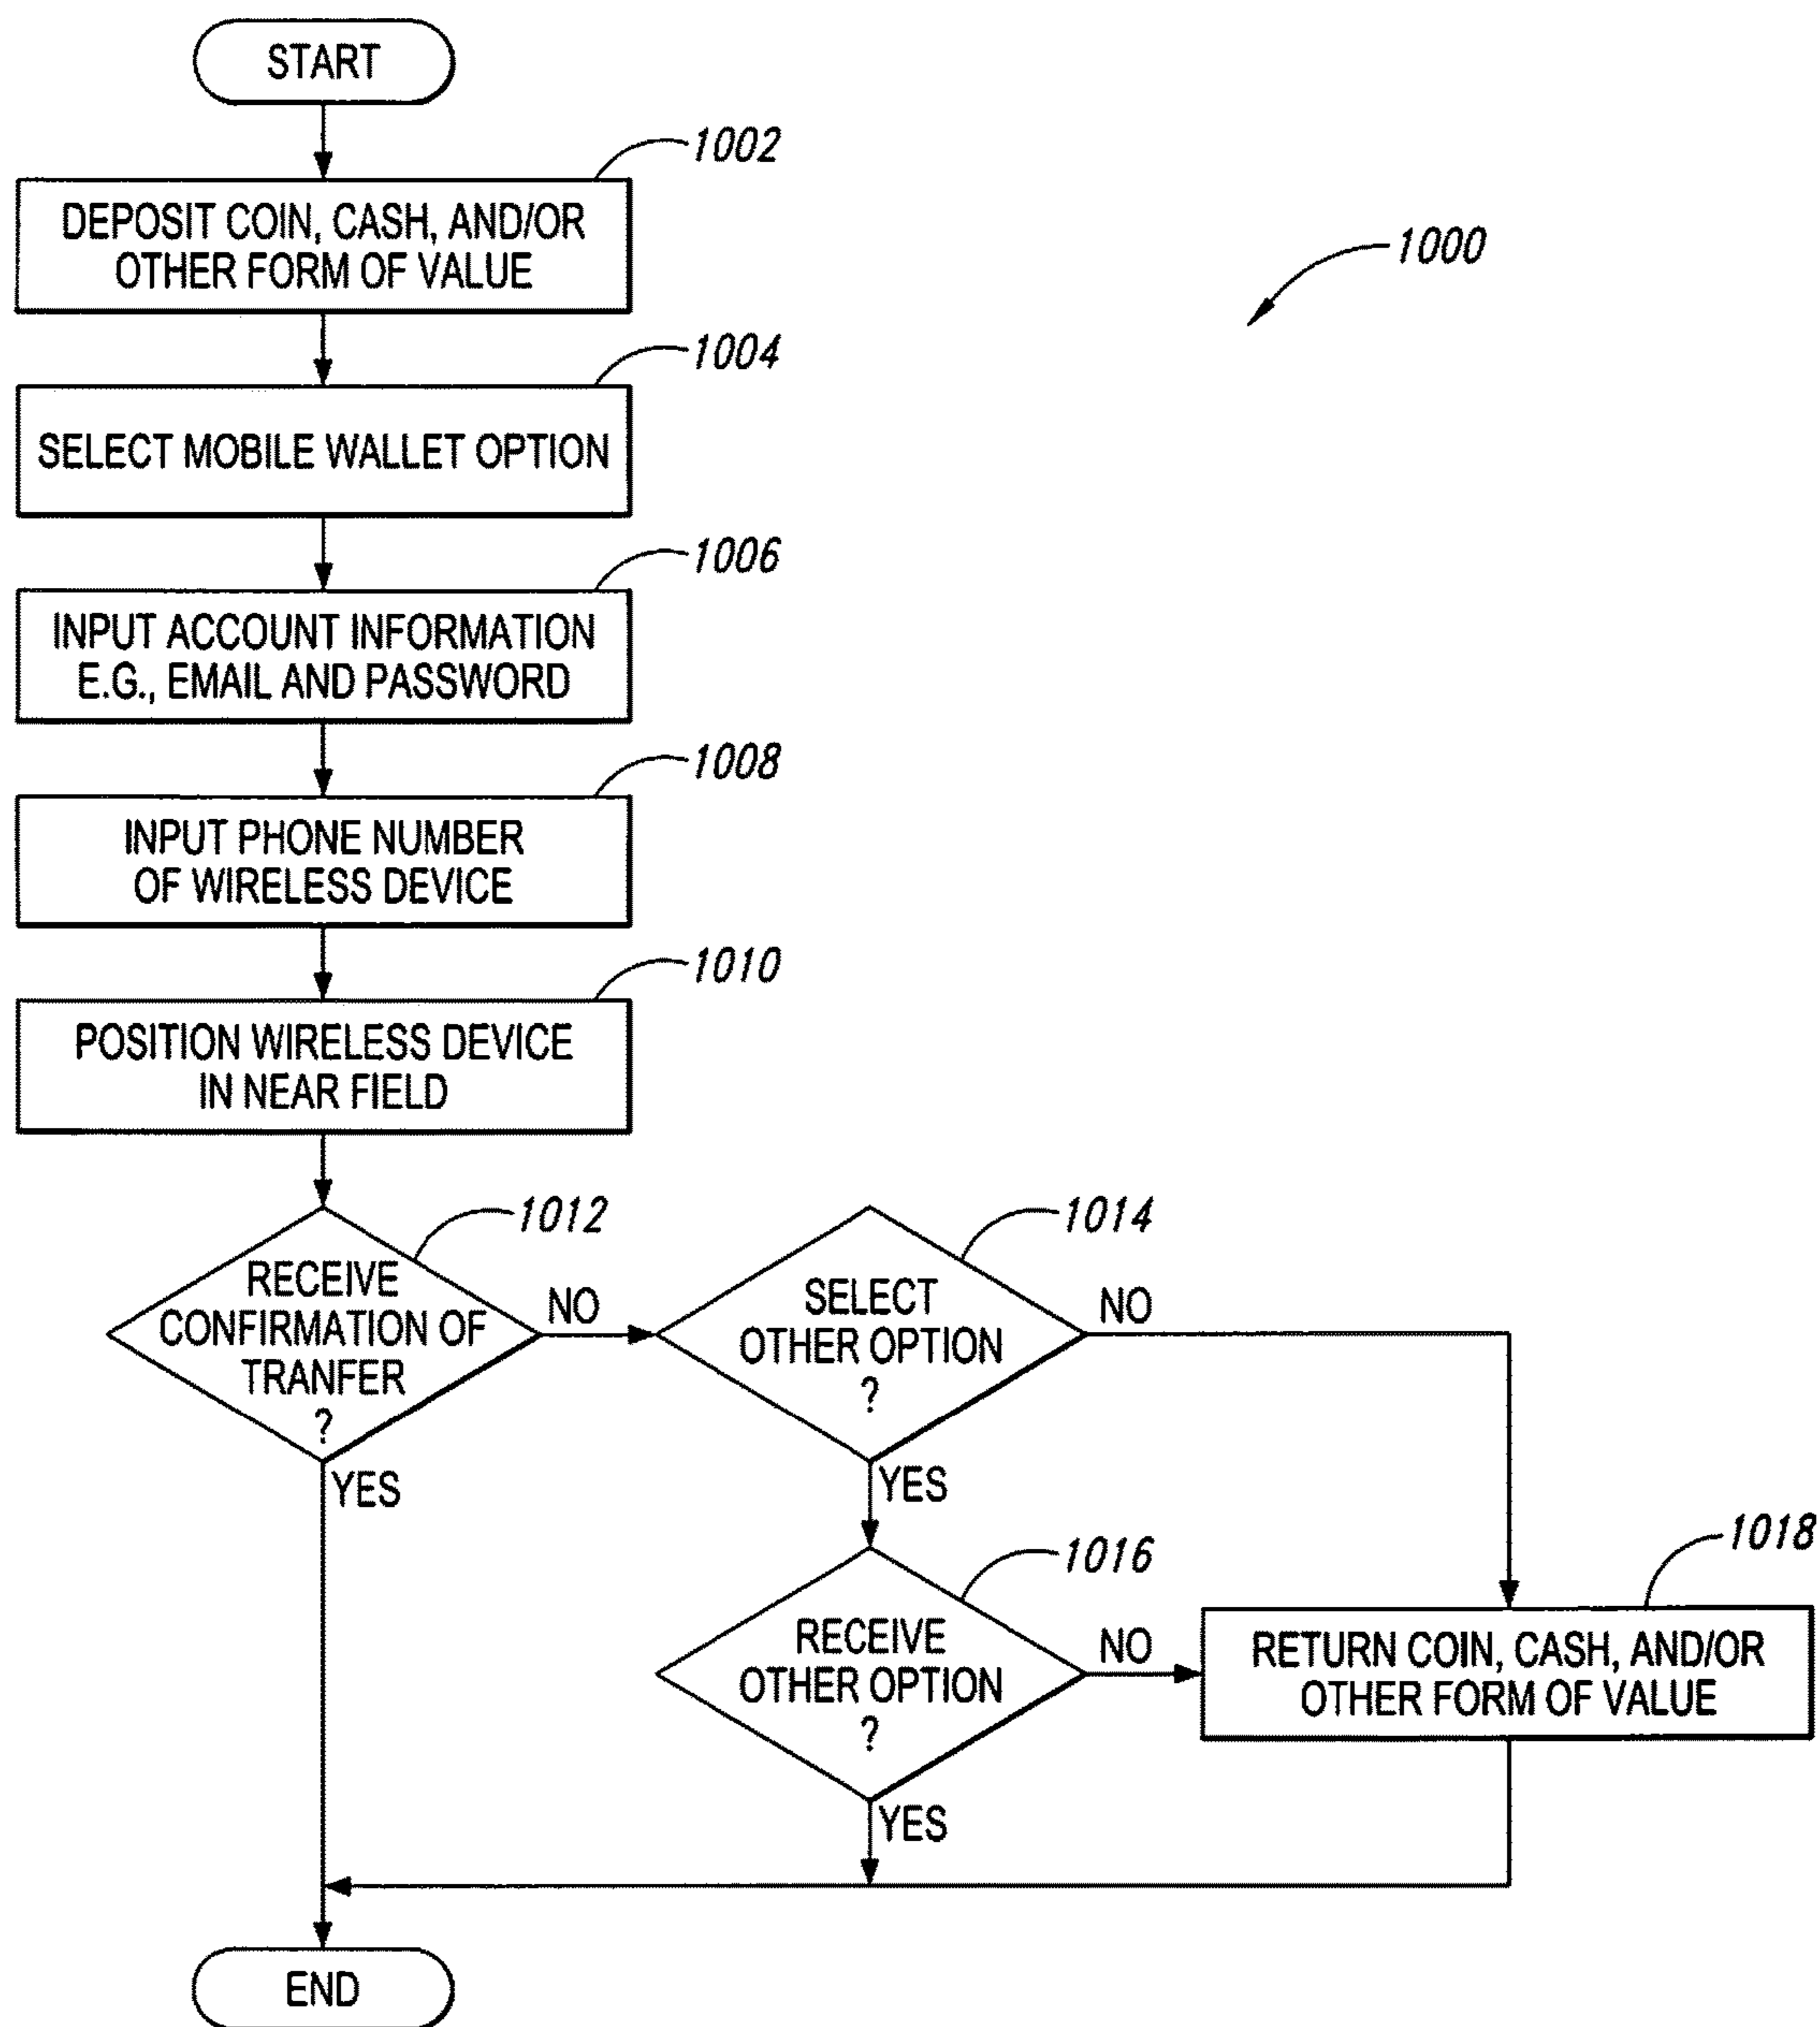 START
1002
DEPOSIT COIN, CASH, AND/OR
OTHER FORM OF VALUE
1000
1004
SELECT MOBILE WALLET OPTION
1006
INPUT ACCOUNT INFORMATION
E.G., EMAIL AND PASSWORD
1008
INPUT PHONE NUMBER
OF WIRELESS DEVICE
1010
POSITION WIRELESS DEVICE
IN NEAR FIELD
1012
RECEIVE
CONFIRMATION OF
TRANFER
?
NO
YES
1014
SELECT
OTHER OPTION
?
NO
YES
1016
RECEIVE
OTHER OPTION
?
NO
YES
1018
RETURN COIN, CASH, AND/OR
OTHER FORM OF VALUE
END